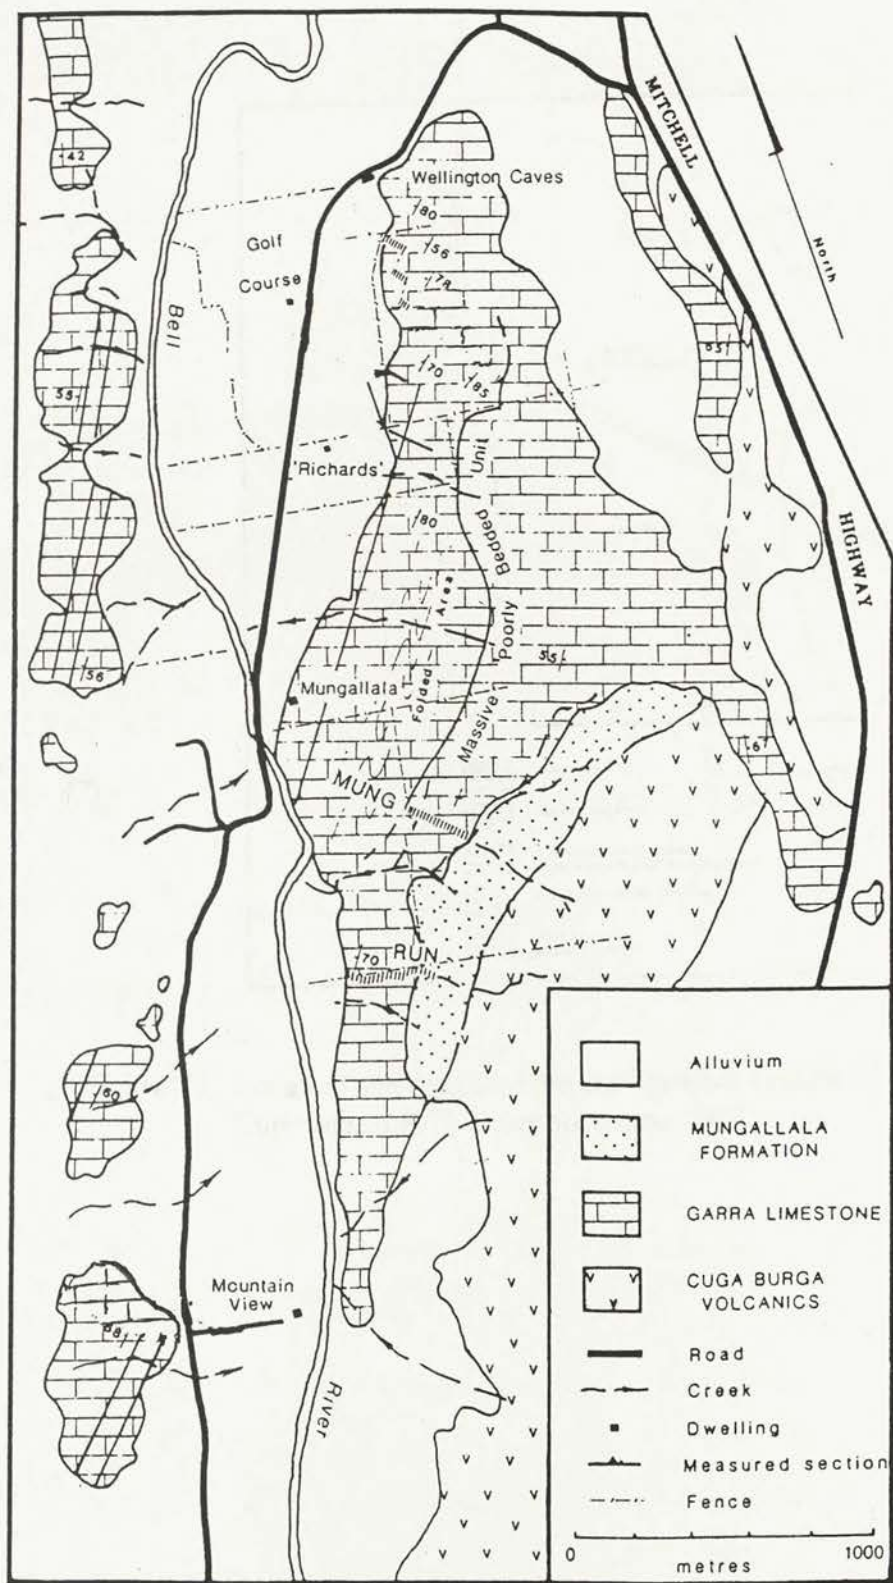 MITCHELL
HIGHWAY
North
42
Wellington Caves
80
56
78
Golf
Course
Bell
65
55
70
85
'Richards'
Unit
Bedded
Poorly
Massive
80
Folded Area
55
56
Mungallala
MUNG
RUN
70
60
Mountain
View
88
River
Alluvium
MUNGALLALA
FORMATION
GARRA LIMESTONE
CUGA BURGA
VOLCANICS
Road
Creek
Dwelling
Measured section
Fence
0 1000
metres